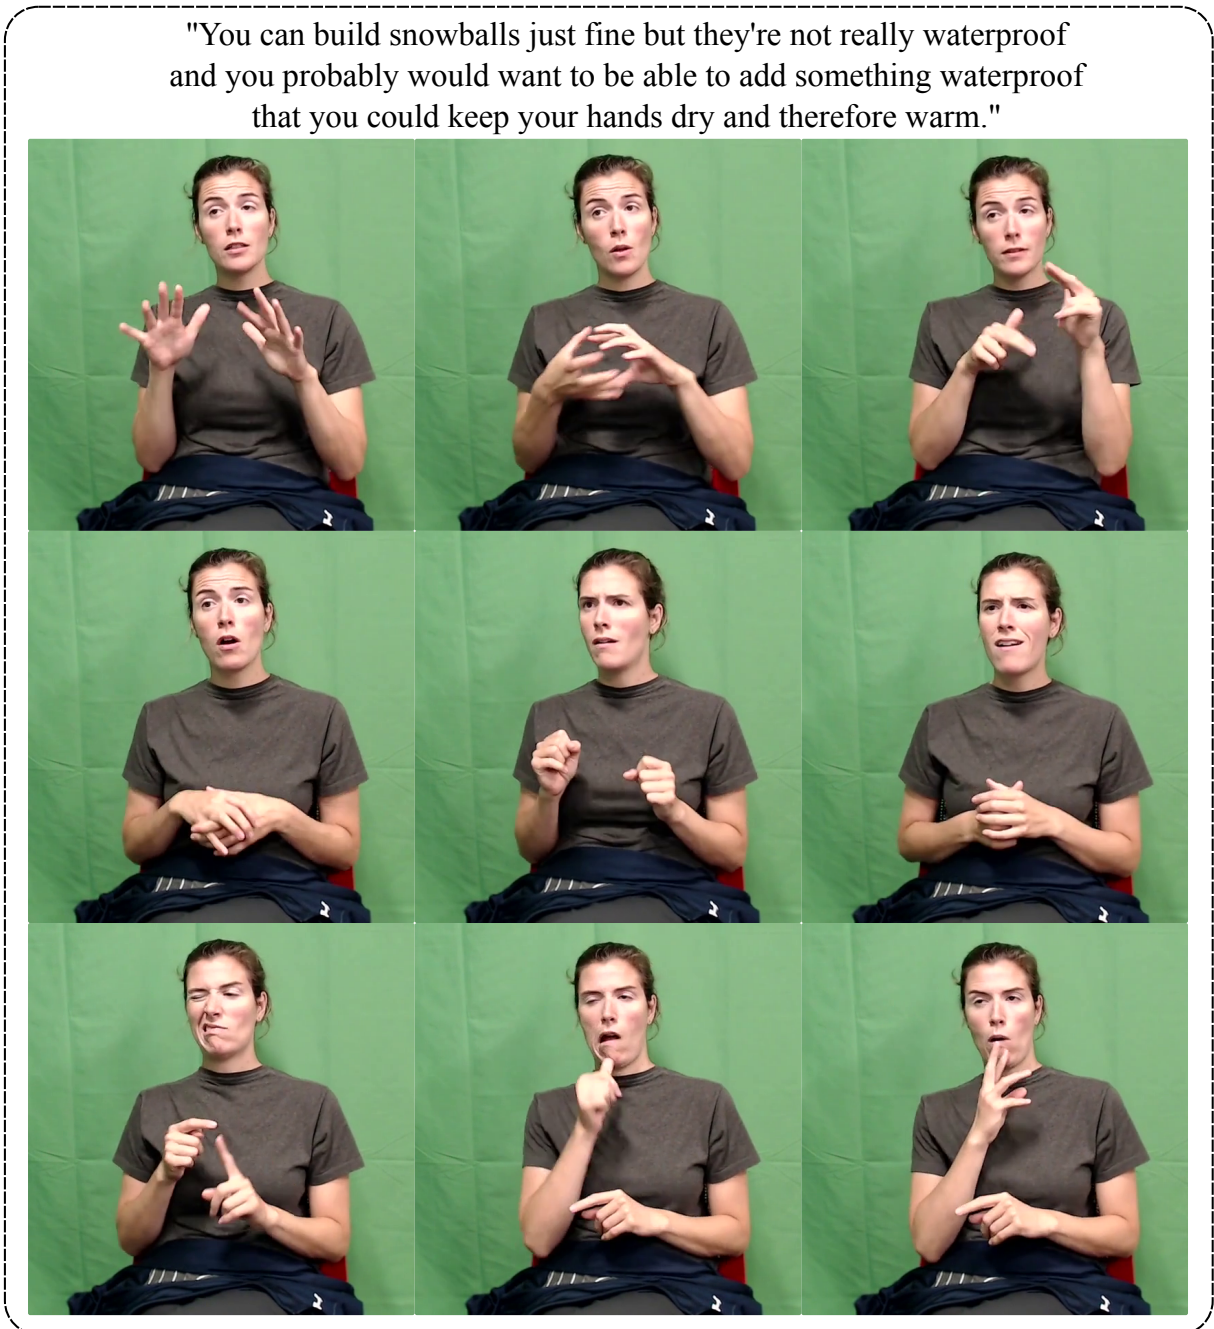 "You can build snowballs just fine but they're not really waterproof
and you probably would want to be able to add something waterproof
that you could keep your hands dry and therefore warm."